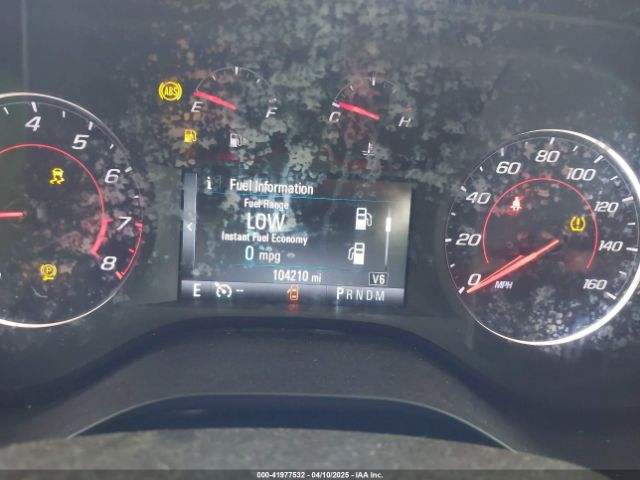 ABS
E F
C H
4
5
6
7
8
P
i Fuel Information
Fuel Range
LOW
Instant Fuel Economy
0 mpg
104210 mi
V6
E -- PRNDM
0
20
40
60
80
100
120
140
160
MPH
000-41977532 - 04/10/2025 - IAA Inc.